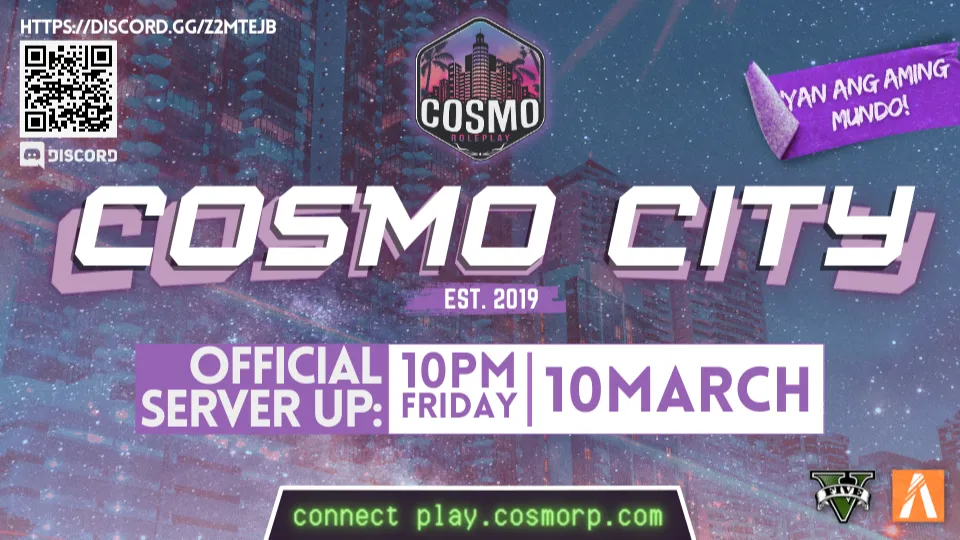 HTTPS://DISCORD.GG/Z2MTEJB
DISCORD
COSMO
ROLEPLAY
YAN ANG AMING
MUNDO!
COSMO CITY
EST. 2019
OFFICIAL
SERVER UP:
10PM
FRIDAY
10MARCH
FIVE
V
connect play.cosmorp.com